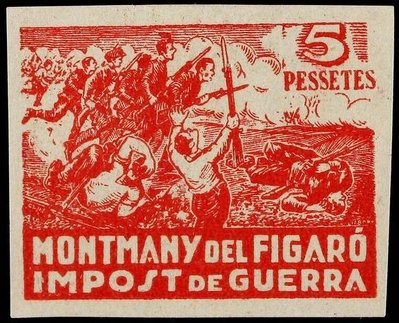 5
PESSETES
MONTMANY DEL FIGARÓ
IMPOST DE GUERRA